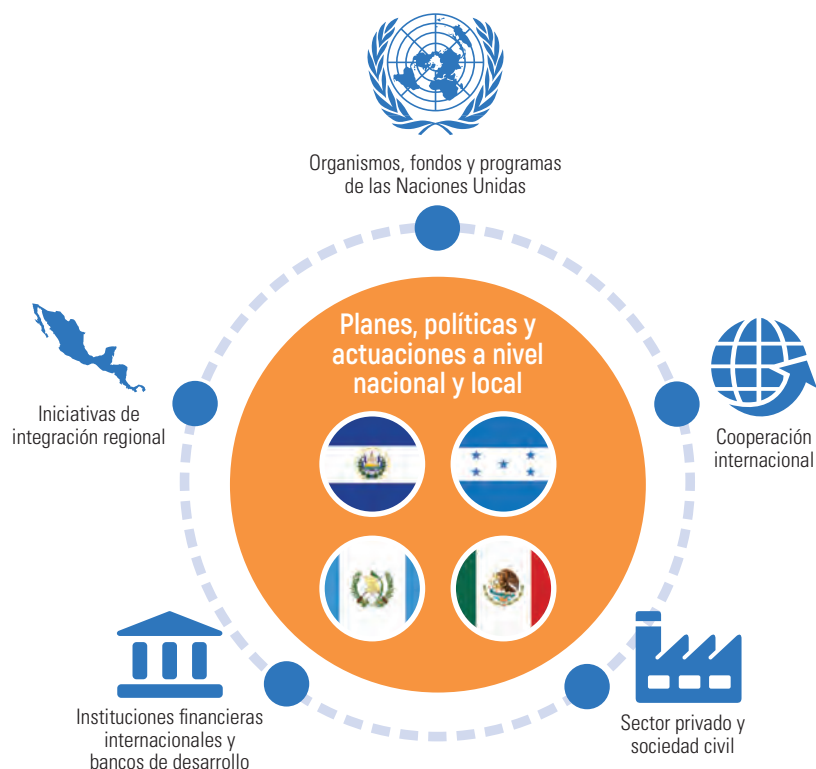 Organismos, fondos y programas
de las Naciones Unidas
Planes, políticas y
actuaciones a nivel
nacional y local
Iniciativas de
integración regional
Cooperación
internacional
Instituciones financieras
internacionales y
bancos de desarrollo
Sector privado y
sociedad civil